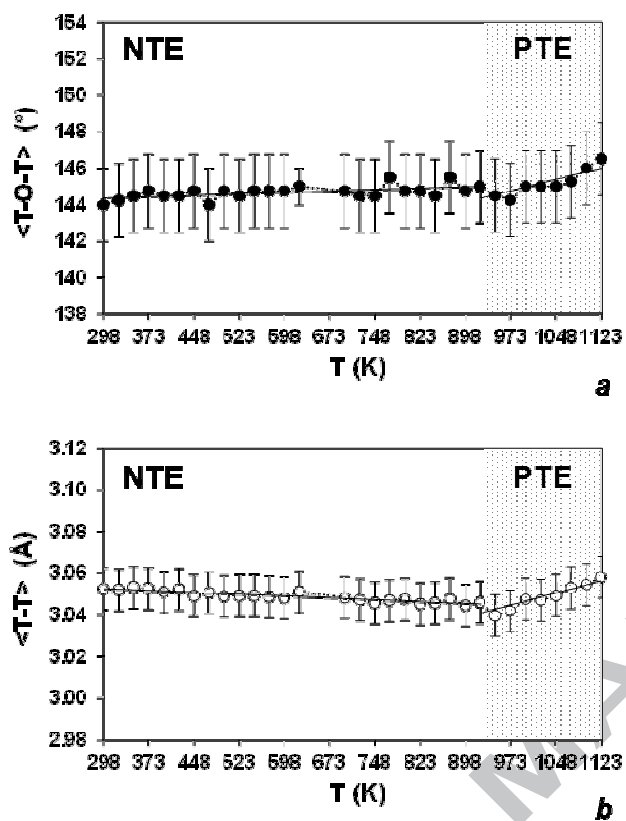 154
152
150
148
146
144
142
140
138
<T-O-T> (°)
NTE PTE
298 373 448 523 598 673 748 823 898 973 1048 1123
T (K)
a
3.12
3.10
3.08
3.06
3.04
3.02
3.00
2.98
<T-T> (Å)
NTE PTE
298 373 448 523 598 673 748 823 898 973 1048 1123
T (K)
b
MA